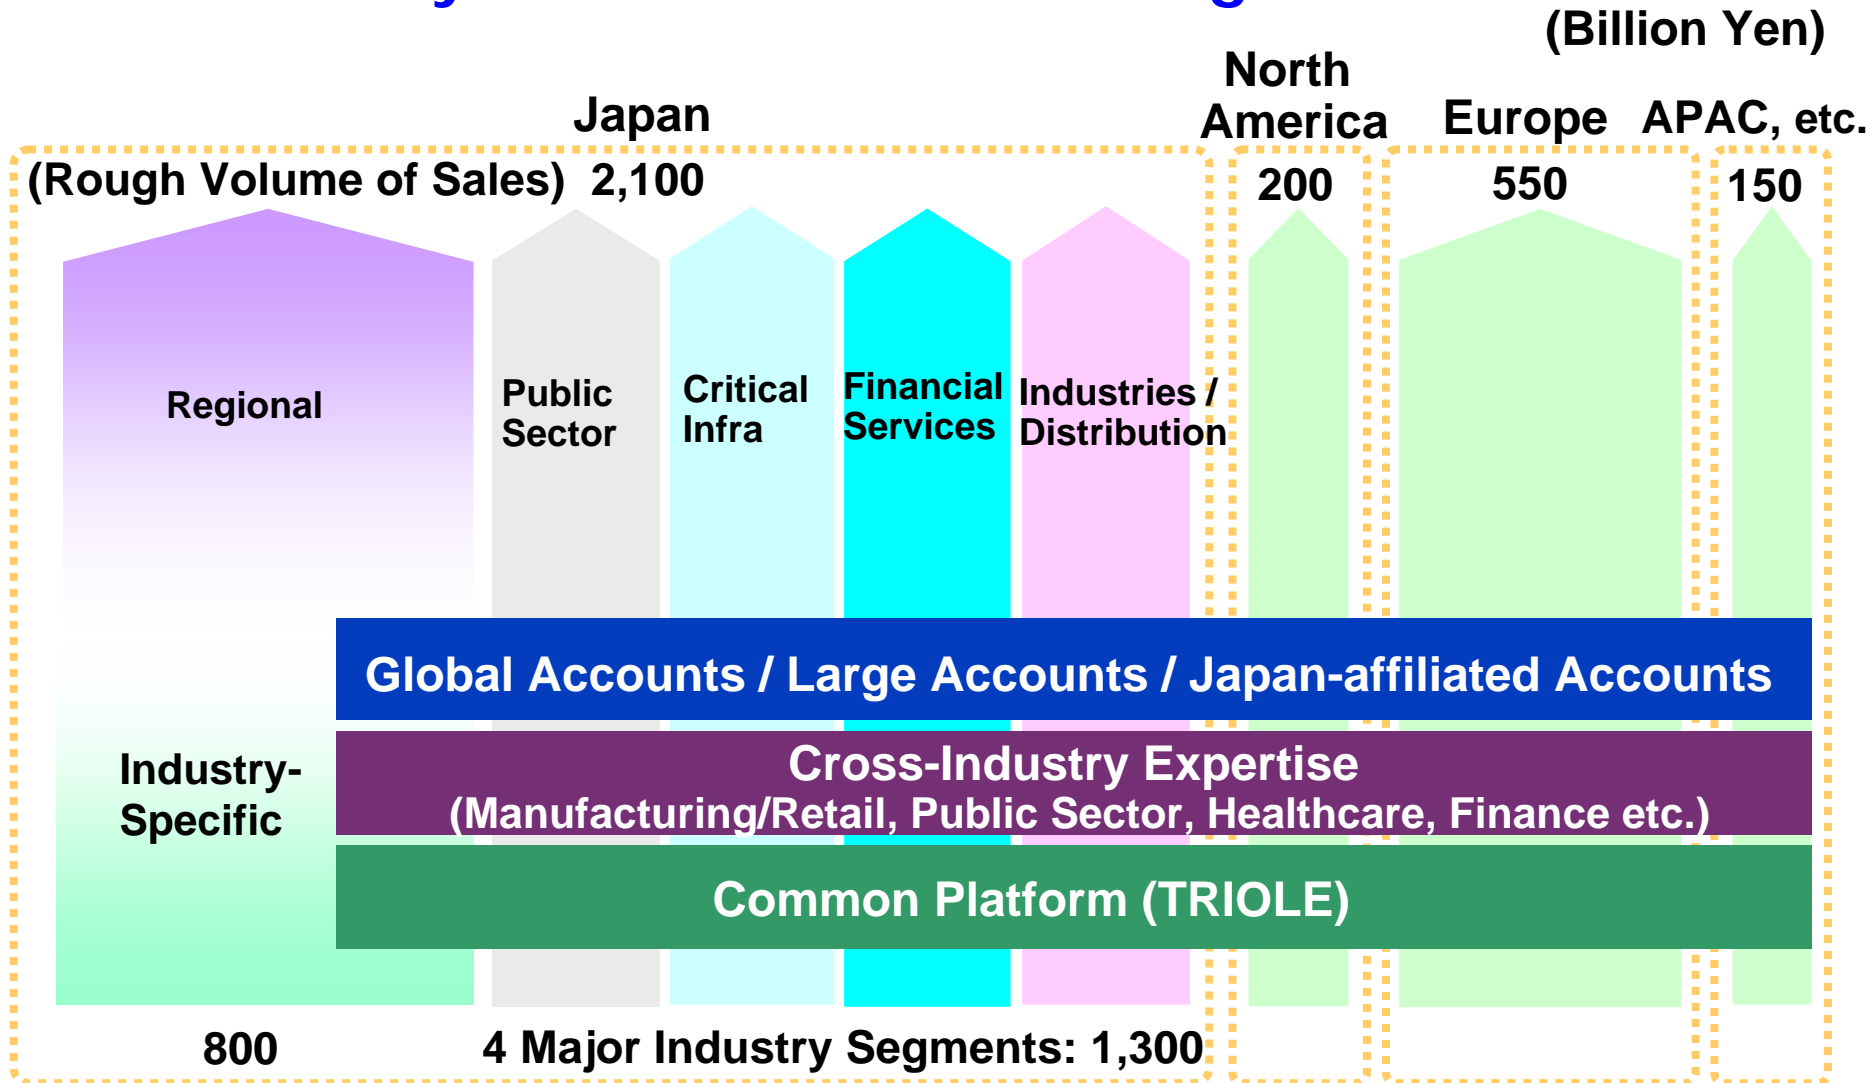 (Billion Yen)
North
America
Japan
Europe
APAC, etc.
(Rough Volume of Sales) 2,100
200
550
150
Regional
Public
Sector
Critical
Infra
Financial
Services
Industries /
Distribution
Global Accounts / Large Accounts / Japan-affiliated Accounts
Industry-
Specific
Cross-Industry Expertise
(Manufacturing/Retail, Public Sector, Healthcare, Finance etc.)
Common Platform (TRIOLE)
800
4 Major Industry Segments: 1,300